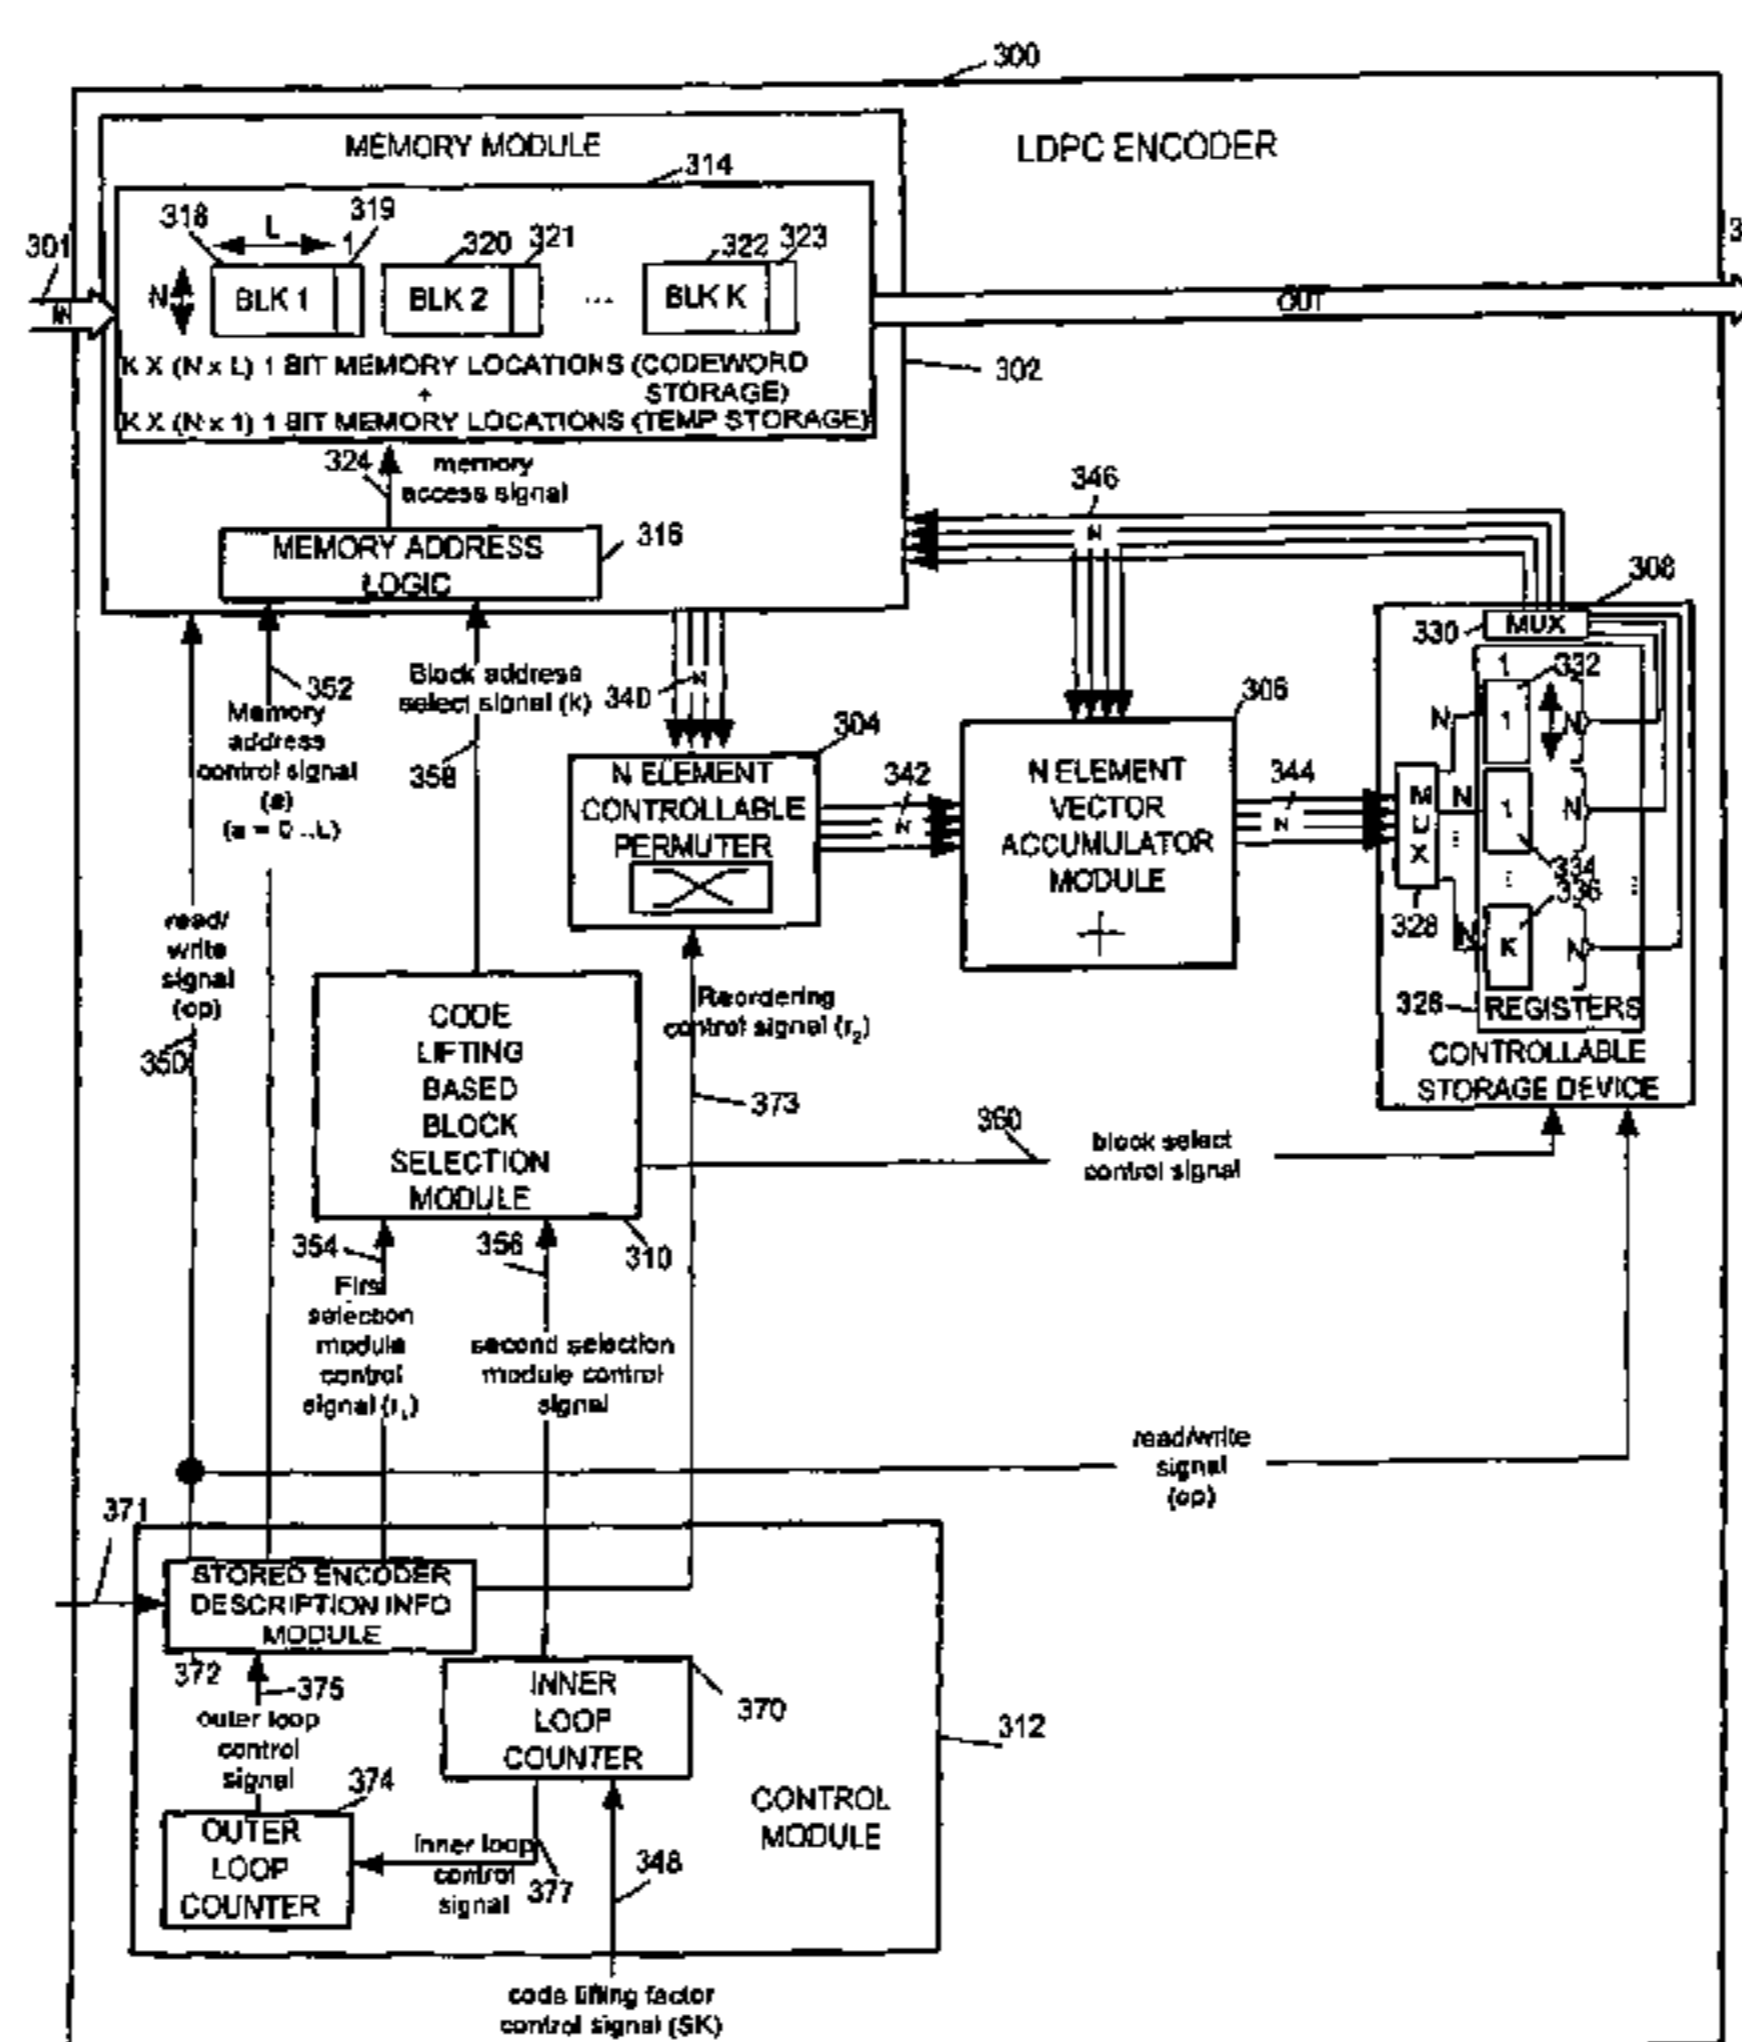 300
MEMORY MODULE
LDPC ENCODER
314
318
L
1
319
320
321
322
323
301
IN
N
BLK 1
BLK 2
...
BLK K
OUT
3
K X (N x L) 1 BIT MEMORY LOCATIONS (CODEWORD
STORAGE)
+
K X (N x 1) 1 BIT MEMORY LOCATIONS (TEMP STORAGE)
302
324
memory
access signal
346
N
MEMORY ADDRESS
LOGIC
316
308
330
MUX
352
Memory
address
control signal
(a)
(a = 0 ..L)
Block address
select signal (k)
358
340
N
304
N ELEMENT
CONTROLLABLE
PERMUTER
342
N
306
N ELEMENT
VECTOR
ACCUMULATOR
MODULE
344
N
M
U
X
328
1
332
N
1
N
N
1
N
334
336
N
K
N
326
REGISTERS
CONTROLLABLE
STORAGE DEVICE
read/
write
signal
(op)
350
CODE
LIFTING
BASED
BLOCK
SELECTION
MODULE
310
Reordering
control signal (r2)
373
360
block select
control signal
354
First
selection
module
control
signal (r1)
356
second selection
module control
signal
read/write
signal
(op)
371
STORED ENCODER
DESCRIPTION INFO
MODULE
372
375
outer loop
control
signal
374
INNER
LOOP
COUNTER
370
312
CONTROL
MODULE
OUTER
LOOP
COUNTER
Inner loop
control
signal
377
348
code lifting factor
control signal (SK)